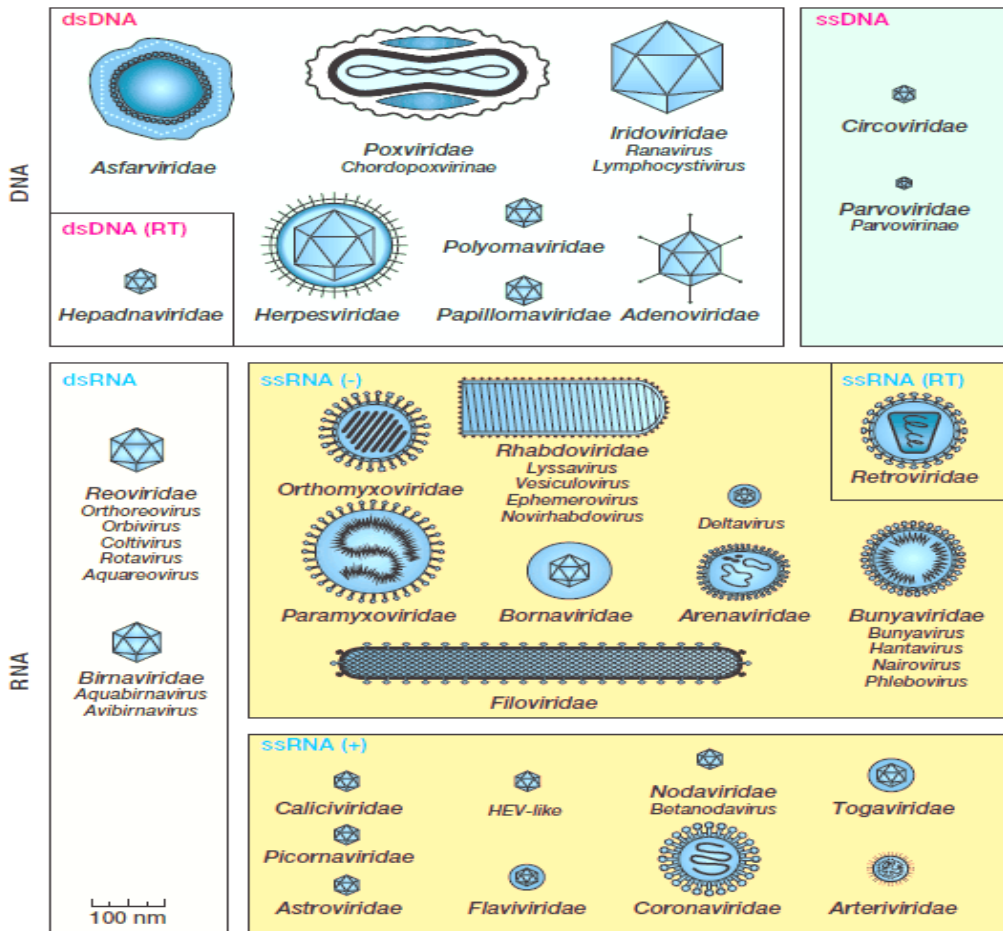 DNA
dsDNA
Asfarviridae
Poxviridae
Chordopoxvirinae
Iridoviridae
Ranavirus
Lymphocystivirus
dsDNA (RT)
Hepadnaviridae
Herpesviridae
Polyomaviridae
Papillomaviridae
Adenoviridae
ssDNA
Circoviridae
Parvoviridae
Parvovirinae
RNA
dsRNA
Reoviridae
Orthoreovirus
Orbivirus
Coltivirus
Rotavirus
Aquareovirus
Birnaviridae
Aquabirnavirus
Avibirnavirus
100 nm
ssRNA (-)
Orthomyxoviridae
Rhabdoviridae
Lyssavirus
Vesiculovirus
Ephemerovirus
Novirhabdovirus
Deltavirus
ssRNA (RT)
Retroviridae
Paramyxoviridae
Bornaviridae
Arenaviridae
Bunyaviridae
Bunyavirus
Hantavirus
Nairovirus
Phlebovirus
Filoviridae
ssRNA (+)
Caliciviridae
HEV-like
Nodaviridae
Betanodavirus
Togaviridae
Picornaviridae
Astroviridae
Flaviviridae
Coronaviridae
Arteriviridae